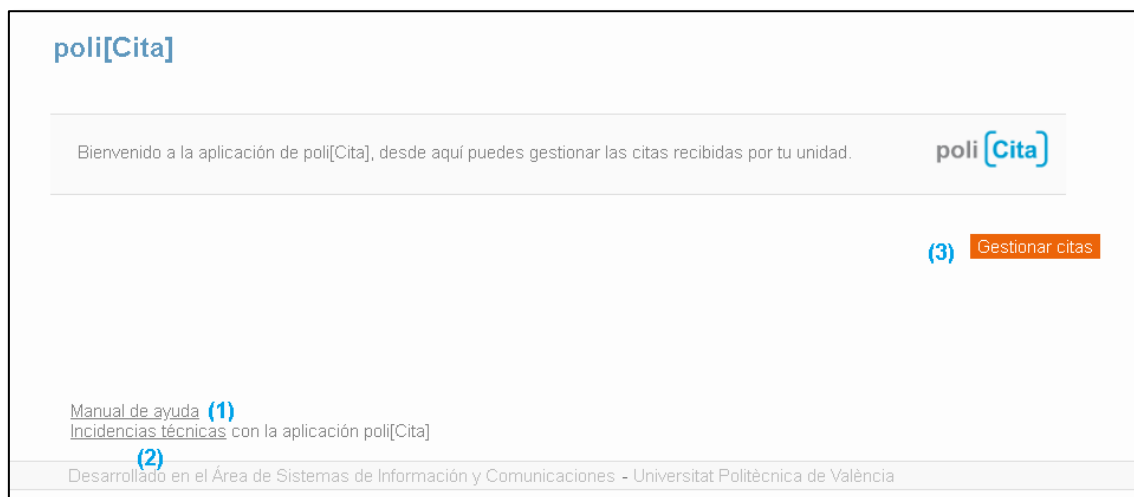 poli[Cita]
Bienvenido a la aplicación de poli[Cita], desde aquí puedes gestionar las citas recibidas por tu unidad.
poli [Cita]
(3) Gestionar citas
Manual de ayuda (1)
Incidencias técnicas con la aplicación poli[Cita]
(2)
Desarrollado en el Área de Sistemas de Información y Comunicaciones - Universitat Politècnica de València